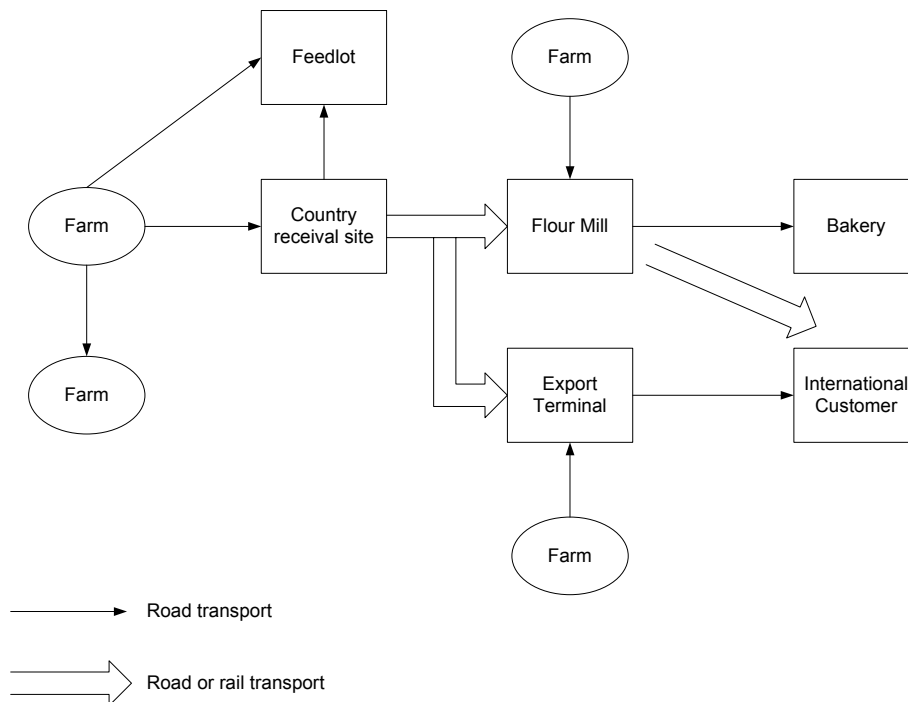 Feedlot
Farm
Farm
Country
receival site
Flour Mill
Bakery
Farm
Export
Terminal
International
Customer
Farm
Road transport
Road or rail transport